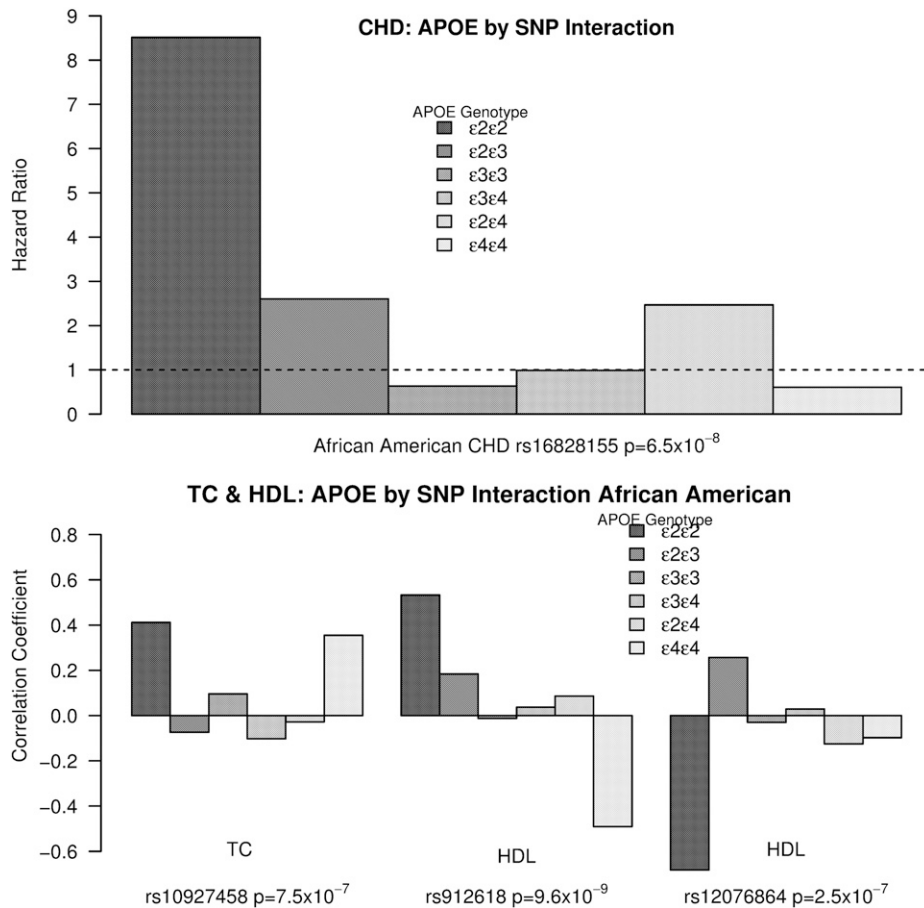 CHD: APOE by SNP Interaction
Hazard Ratio
9
8
7
6
5
4
3
2
1
0
APOE Genotype
ε2ε2
ε2ε3
ε3ε3
ε3ε4
ε2ε4
ε4ε4
African American CHD rs16828155 p=6.5x10⁻⁸
TC & HDL: APOE by SNP Interaction African American
Correlation Coefficient
0.8
0.6
0.4
0.2
0.0
−0.2
−0.4
−0.6
APOE Genotype
ε2ε2
ε2ε3
ε3ε3
ε3ε4
ε2ε4
ε4ε4
TC HDL HDL
rs10927458 p=7.5x10⁻⁷ rs912618 p=9.6x10⁻⁹ rs12076864 p=2.5x10⁻⁷